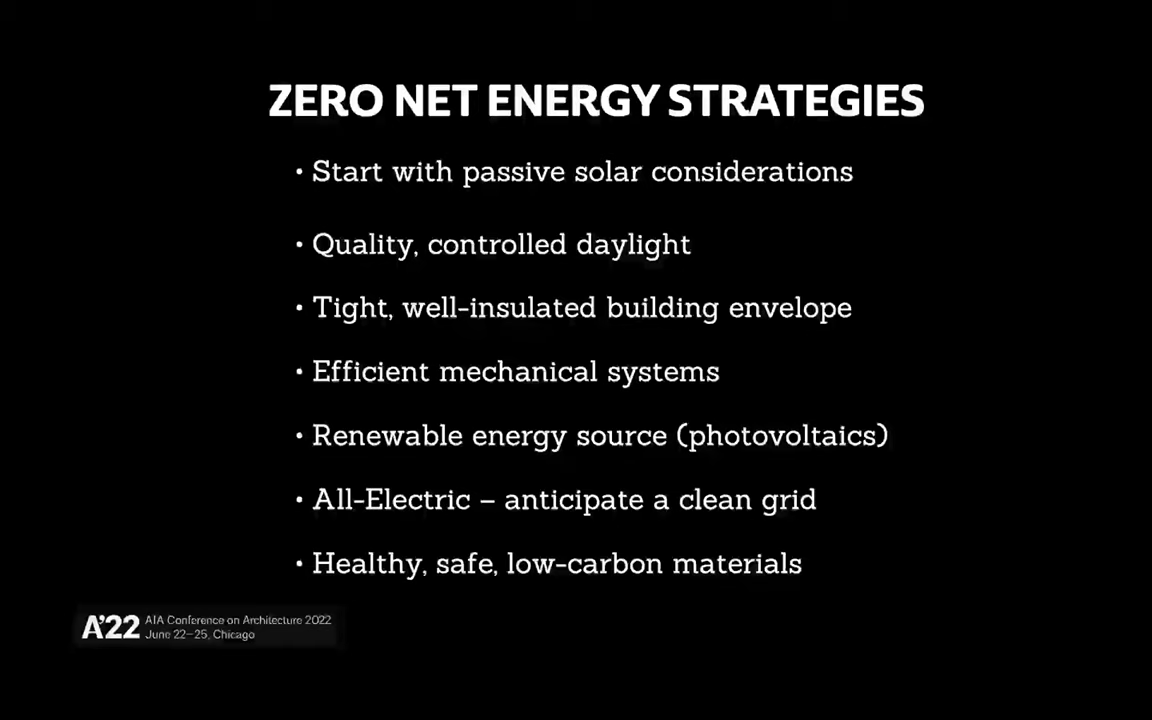 ZERO NET ENERGY STRATEGIES
• Start with passive solar considerations
• Quality, controlled daylight
• Tight, well-insulated building envelope
• Efficient mechanical systems
• Renewable energy source (photovoltaics)
• All-Electric – anticipate a clean grid
• Healthy, safe, low-carbon materials
A'22
AIA Conference on Architecture 2022
June 22–25, Chicago